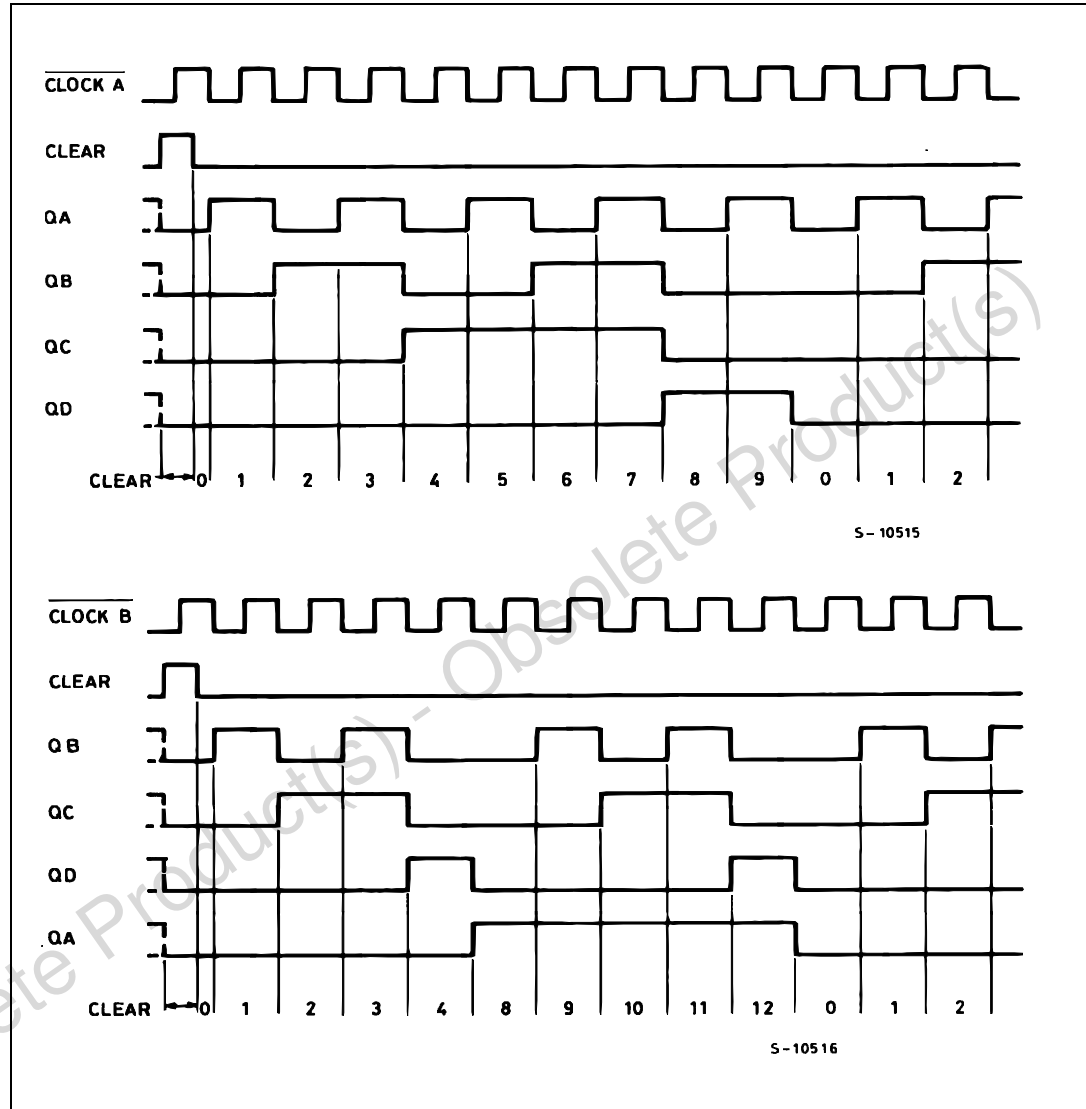 CLOCK A
CLEAR
QA
QB
QC
QD
CLEAR 0 1 2 3 4 5 6 7 8 9 0 1 2
S-10515
CLOCK B
CLEAR
QB
QC
QD
QA
CLEAR 0 1 2 3 4 8 9 10 11 12 0 1 2
S-10516
ete Product(s) - Obsolete Product(s)